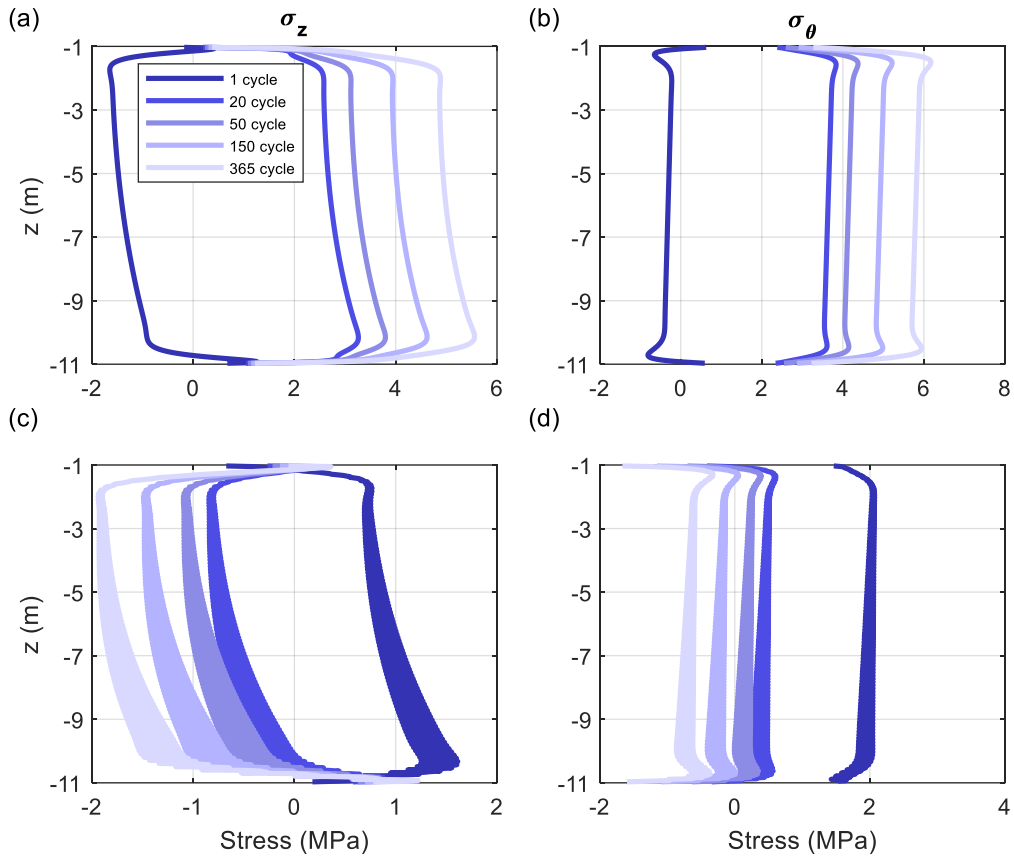 (a)
σz
-1
-3
-5
-7
-9
-11
z (m)
1 cycle
20 cycle
50 cycle
150 cycle
365 cycle
-2 0 2 4 6
(b)
σθ
-1
-3
-5
-7
-9
-11
-2 0 2 4 6 8
(c)
-1
-3
-5
-7
-9
-11
z (m)
-2 -1 0 1 2
Stress (MPa)
(d)
-1
-3
-5
-7
-9
-11
-2 0 2 4
Stress (MPa)